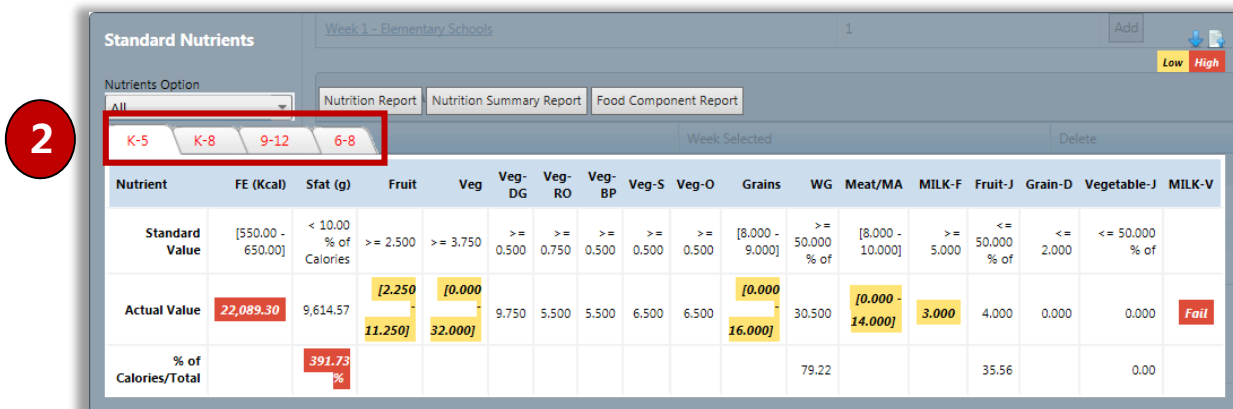 Week 1 - Elementary Schools 1 Add
Standard Nutrients
Low High
Nutrients Option
All
Nutrition Report Nutrition Summary Report Food Component Report
2
K-5 K-8 9-12 6-8
Week Selected Delete
Nutrient FE (Kcal) Sfat (g) Fruit Veg Veg-DG Veg-RO Veg-BP Veg-S Veg-O Grains WG Meat/MA MILK-F Fruit-J Grain-D Vegetable-J MILK-V
Standard Value [550.00 - 650.00] < 10.00 % of Calories >= 2.500 >= 3.750 >= 0.500 >= 0.750 >= 0.500 >= 0.500 >= 0.500 [8.000 - 9.000] >= 50.000 % of [8.000 - 10.000] >= 5.000 <= 50.000 % of <= 2.000 <= 50.000 % of
Actual Value 22,089.30 9,614.57 [2.250 - 11.250] [0.000 - 32.000] 9.750 5.500 5.500 6.500 6.500 [0.000 - 16.000] 30.500 [0.000 - 14.000] 3.000 4.000 0.000 0.000 Fail
% of Calories/Total 391.73 % 79.22 35.56 0.00